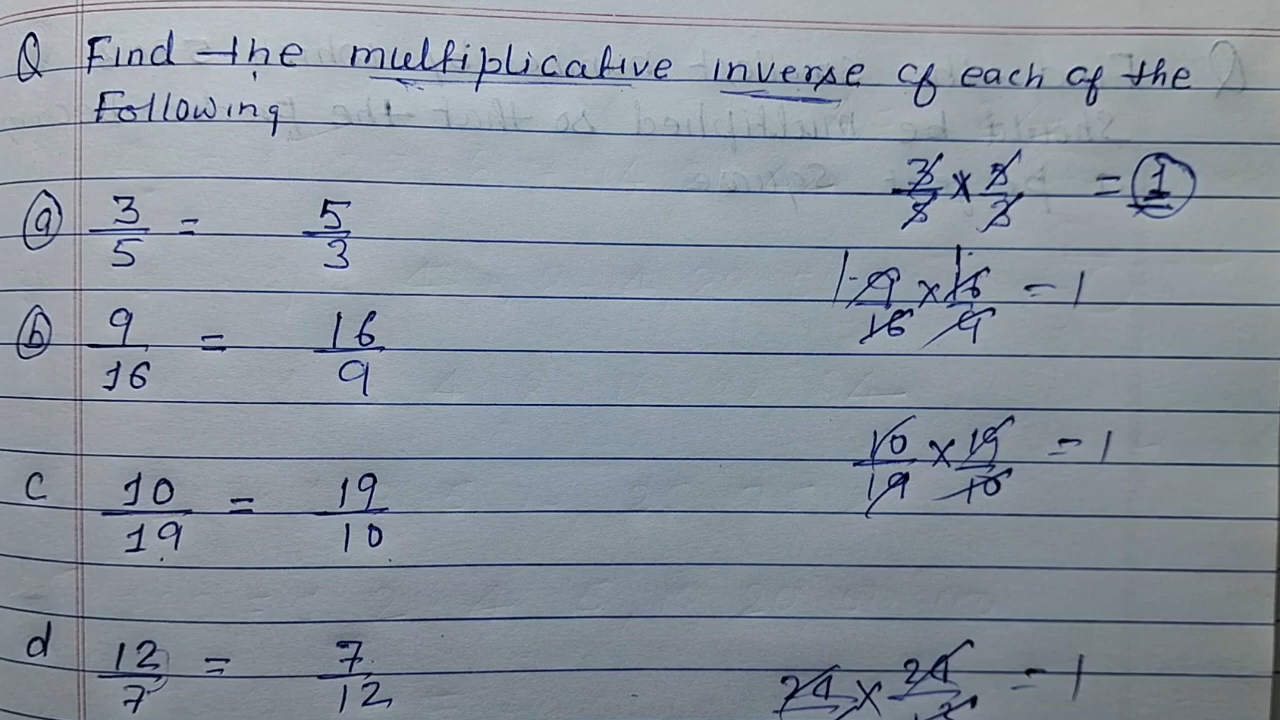 Q Find the multiplicative inverse of each of the
Following
3/5 × 5/3 = 1
a 3/5 = 5/3
9/16 × 16/9 = 1
b 9/16 = 16/9
10/19 × 19/10 = 1
c 10/19 = 19/10
d 12/7 = 7/12
= 1